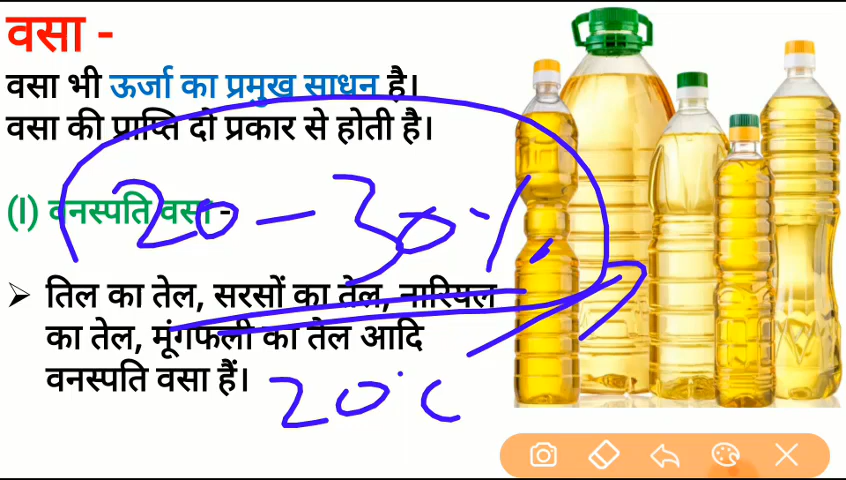 वसा -
वसा भी ऊर्जा का प्रमुख साधन है।
वसा की प्राप्ति दो प्रकार से होती है।
(I) वनस्पति वसा -
20 - 30 %
➤ तिल का तेल, सरसों का तेल, नारियल
का तेल, मूंगफली का तेल आदि
वनस्पति वसा हैं।
20°C